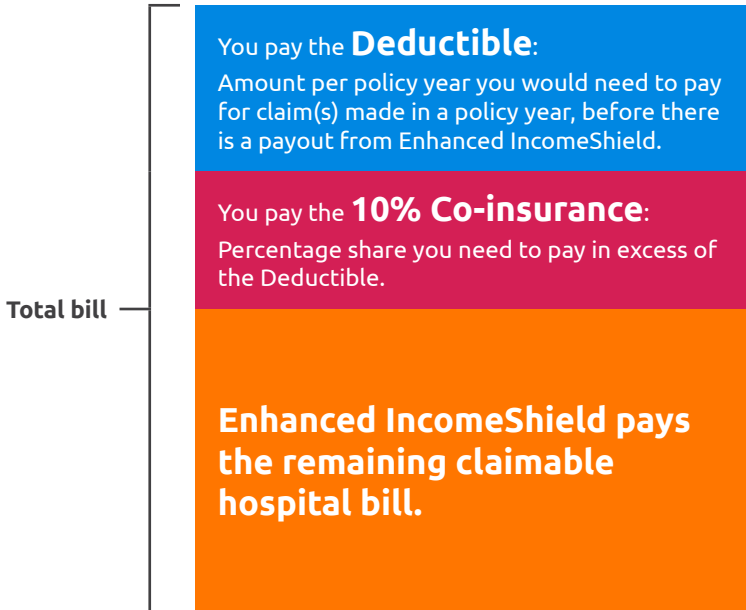 You pay the Deductible:
Amount per policy year you would need to pay
for claim(s) made in a policy year, before there
is a payout from Enhanced IncomeShield.
You pay the 10% Co-insurance:
Percentage share you need to pay in excess of
the Deductible.
Total bill
Enhanced IncomeShield pays
the remaining claimable
hospital bill.